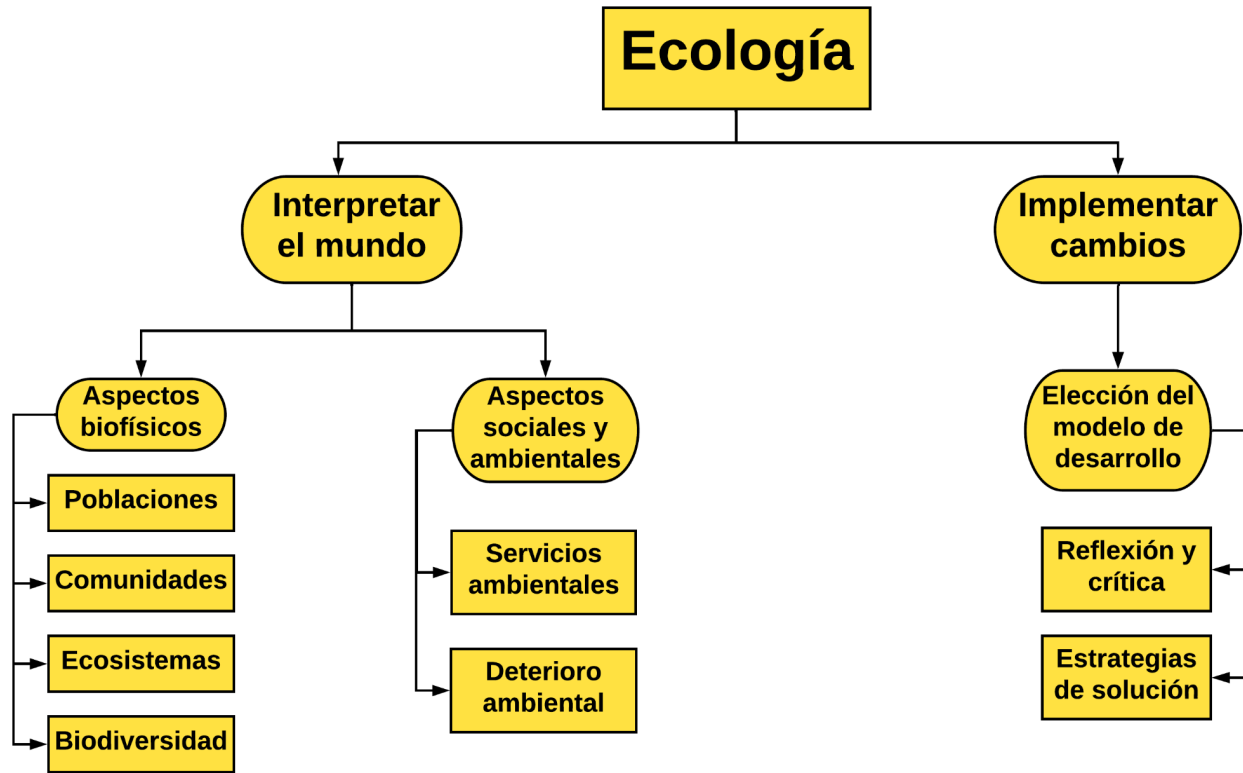 Ecología
Interpretar
el mundo
Implementar
cambios
Aspectos
biofísicos
Aspectos
sociales y
ambientales
Elección del
modelo de
desarrollo
Poblaciones
Comunidades
Ecosistemas
Biodiversidad
Servicios
ambientales
Deterioro
ambiental
Reflexión y
crítica
Estrategias
de solución